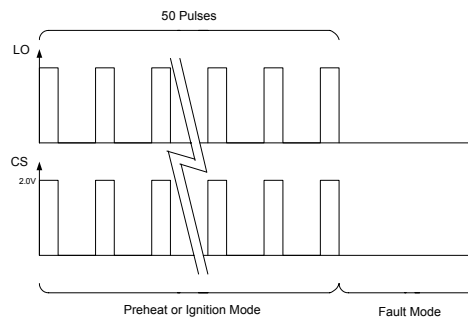 50 Pulses
LO
CS
2.0V
Preheat or Ignition Mode
Fault Mode